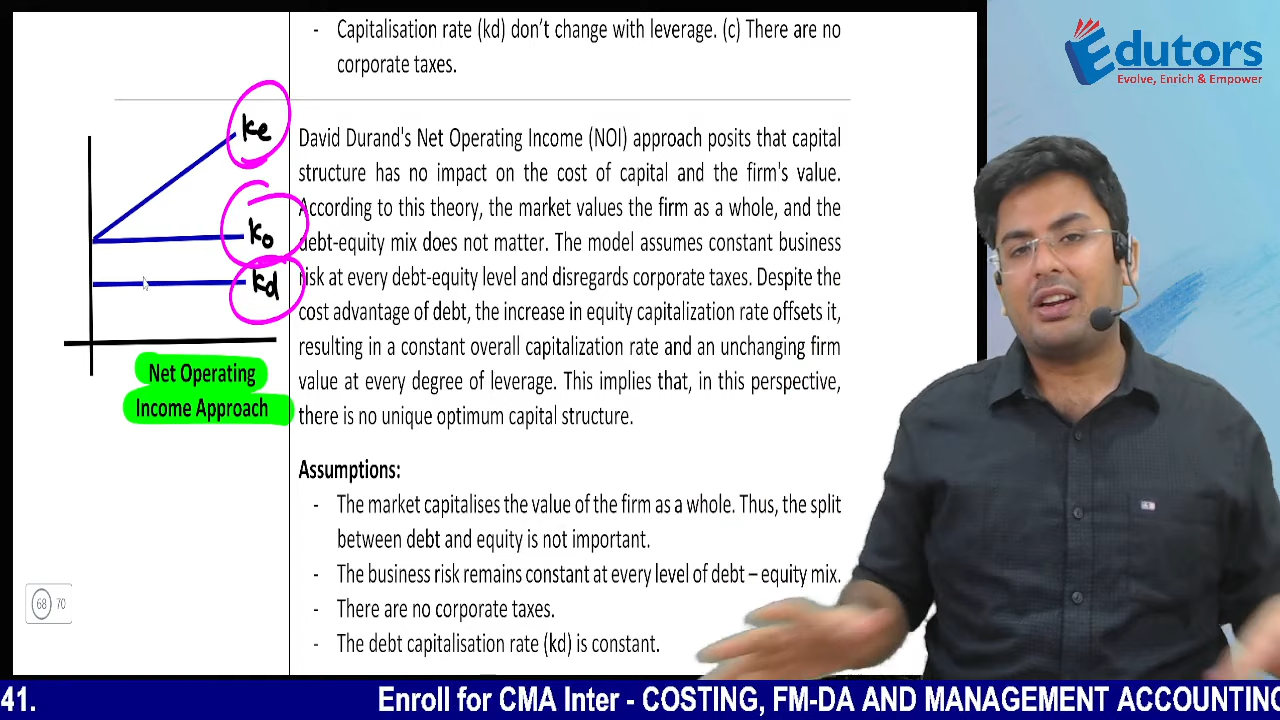 - Capitalisation rate (kd) don’t change with leverage. (c) There are no
corporate taxes.
Edutors
Evolve, Enrich & Empower
ke
ko
kd
Net Operating
Income Approach
David Durand's Net Operating Income (NOI) approach posits that capital
structure has no impact on the cost of capital and the firm's value.
According to this theory, the market values the firm as a whole, and the
debt-equity mix does not matter. The model assumes constant business
risk at every debt-equity level and disregards corporate taxes. Despite the
cost advantage of debt, the increase in equity capitalization rate offsets it,
resulting in a constant overall capitalization rate and an unchanging firm
value at every degree of leverage. This implies that, in this perspective,
there is no unique optimum capital structure.
Assumptions:
- The market capitalises the value of the firm as a whole. Thus, the split
between debt and equity is not important.
- The business risk remains constant at every level of debt – equity mix.
- There are no corporate taxes.
- The debt capitalisation rate (kd) is constant.
68 70
41. Enroll for CMA Inter - COSTING, FM-DA AND MANAGEMENT ACCOUNTING